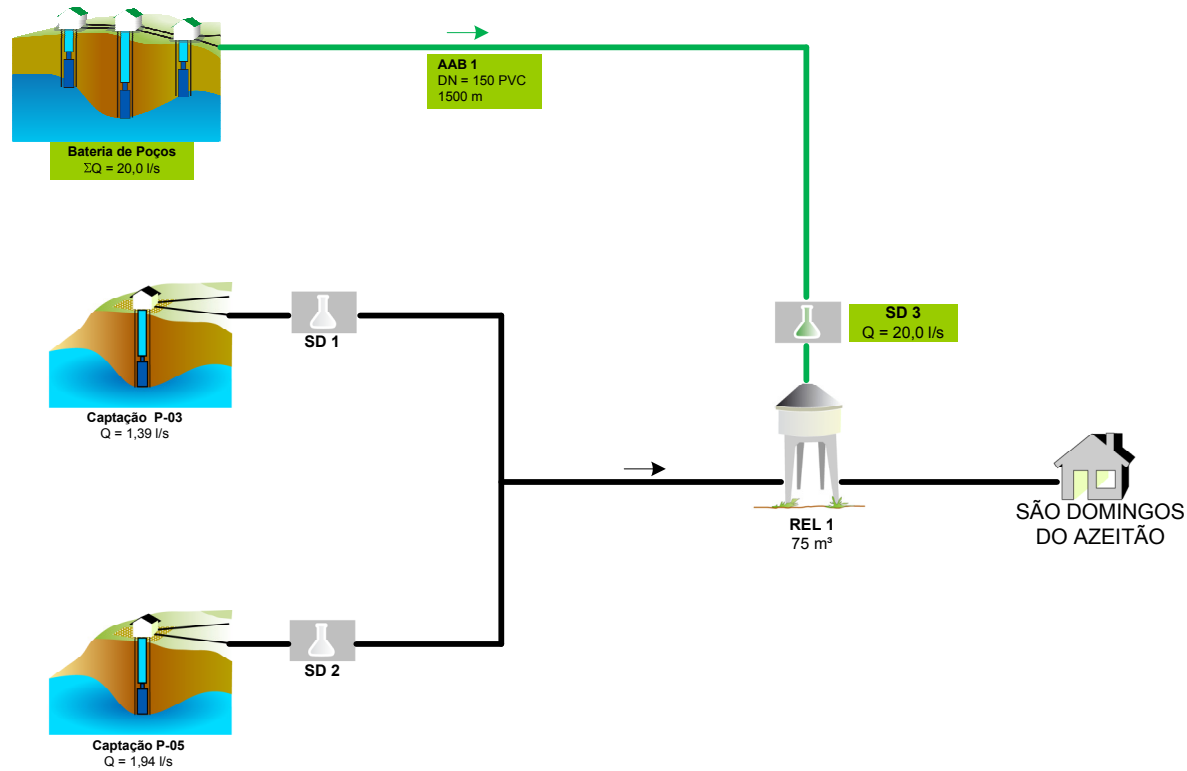 AAB 1
DN = 150 PVC
1500 m
Bateria de Poços
ΣQ = 20,0 l/s
SD 3
Q = 20,0 l/s
SD 1
Captação P-03
Q = 1,39 l/s
REL 1
75 m³
SÃO DOMINGOS
DO AZEITÃO
SD 2
Captação P-05
Q = 1,94 l/s